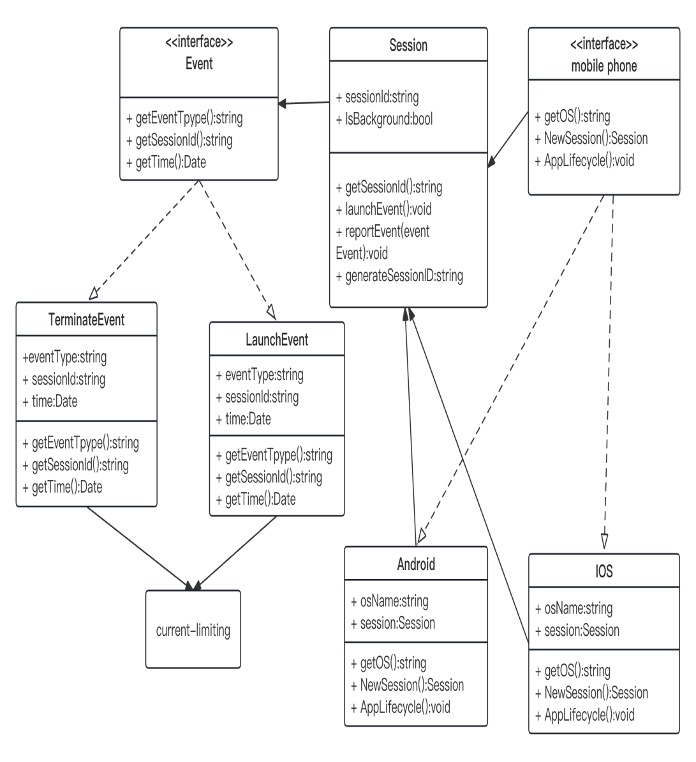 <<interface>>
Event
+ getEventTpype():string
+ getSessionId():string
+ getTime():Date
Session
+ sessionId:string
+ IsBackground:bool
+ getSessionId():string
+ launchEvent():void
+ reportEvent(event
Event):void
+ generateSessionID:string
<<interface>>
mobile phone
+ getOS():string
+ NewSession():Session
+ AppLifecycle():void
TerminateEvent
+eventType:string
+ sessionId:string
+ time:Date
+ getEventTpype():string
+ getSessionId():string
+ getTime():Date
LaunchEvent
+ eventType:string
+ sessionId:string
+ time:Date
+ getEventTpype():string
+ getSessionId():string
+ getTime():Date
current-limiting
Android
+ osName:string
+ session:Session
+ getOS():string
+ NewSession():Session
+ AppLifecycle():void
IOS
+ osName:string
+ session:Session
+ getOS():string
+ NewSession():Session
+ AppLifecycle():void